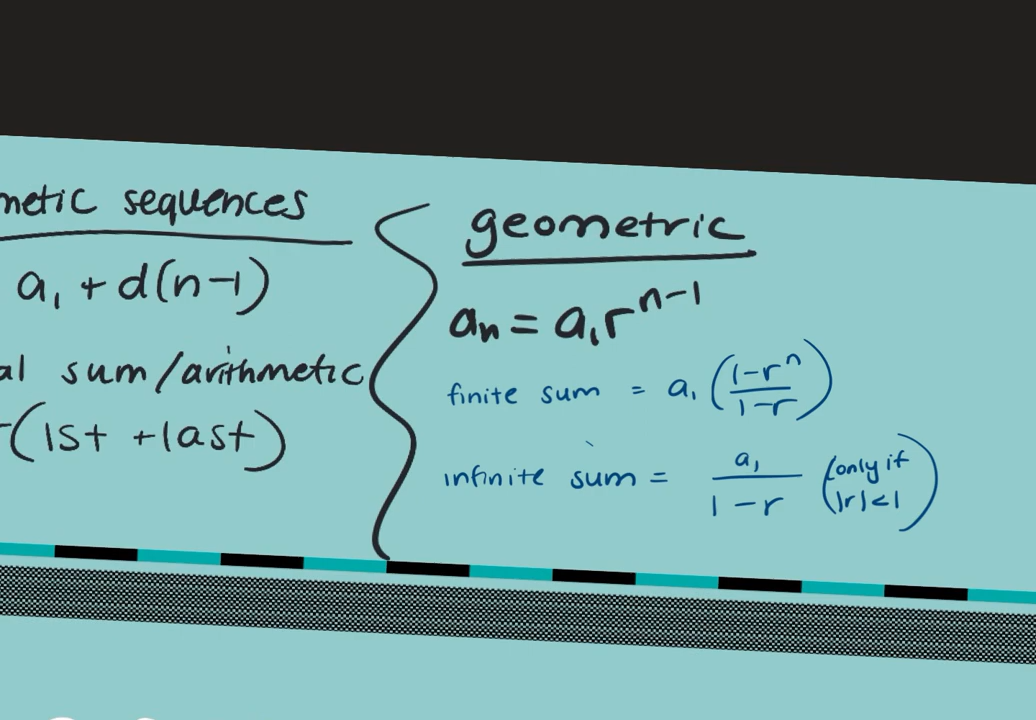 metic sequences
a₁ + d(n-1)
al sum/arithmetic
(1st + last)
geometric
aₙ = a₁rⁿ⁻¹
finite sum = a₁ ((1-rⁿ)/(1-r))
infinite sum = a₁/(1-r) (only if |r|<1)